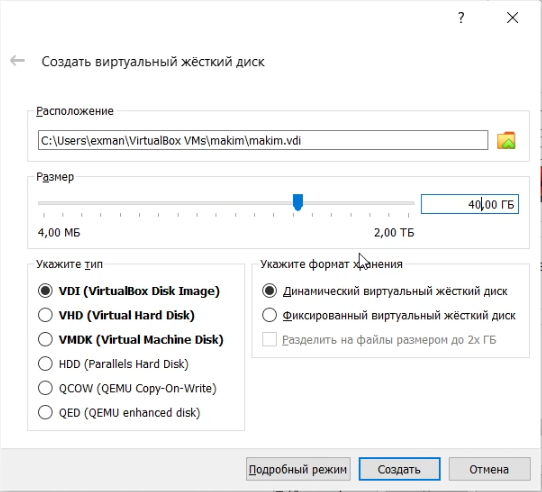 ?
Создать виртуальный жёсткий диск
Расположение
C:\Users\exman\VirtualBox VMs\makim\makim.vdi
Размер
40,00 ГБ
4,00 МБ
2,00 ТБ
Укажите тип
VDI (VirtualBox Disk Image)
VHD (Virtual Hard Disk)
VMDK (Virtual Machine Disk)
HDD (Parallels Hard Disk)
QCOW (QEMU Copy-On-Write)
QED (QEMU enhanced disk)
Укажите формат хранения
Динамический виртуальный жёсткий диск
Фиксированный виртуальный жёсткий диск
Разделить на файлы размером до 2х ГБ
Подробный режим
Создать
Отмена